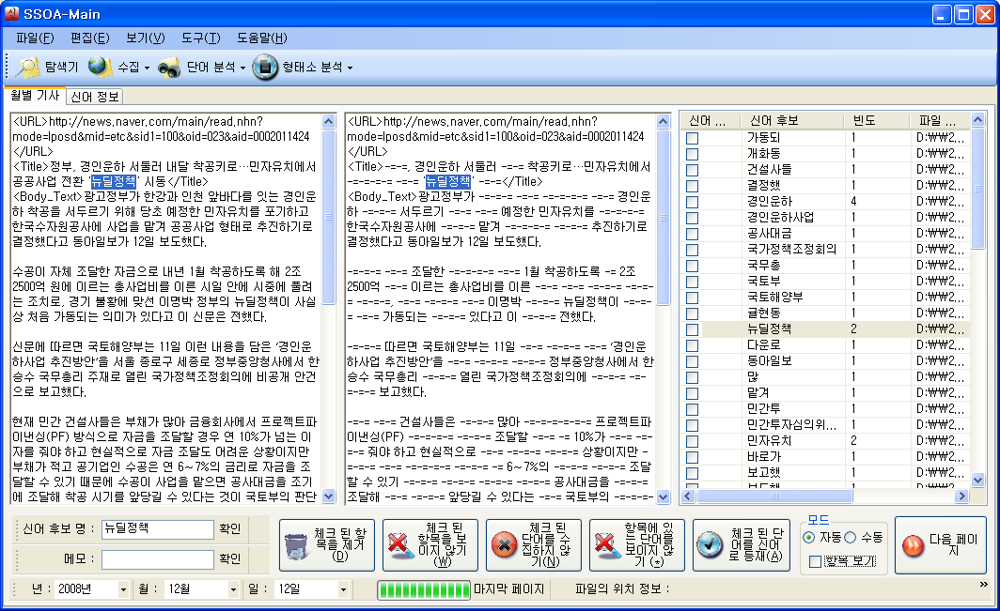 SSOA-Main
파일(F) 편집(E) 보기(V) 도구(T) 도움말(H)
탐색기 수집 단어 분석 형태소 분석
월별 기사 신어 정보
<URL>http://news.naver.com/main/read.nhn?
mode=lposd&mid=etc&sid1=100&oid=023&aid=0002011424
</URL>
<Title>정부, 경인운하 서둘러 내달 착공키로…민자유치에서
공공사업 전환 '뉴딜정책' 시동</Title>
<Body_Text>광고정부가 한강과 인천 앞바다를 잇는 경인운
하 착공을 서두르기 위해 당초 예정한 민자유치를 포기하고
한국수자원공사에 사업을 맡겨 공공사업 형태로 추진하기로
결정했다고 동아일보가 12일 보도했다.
수공이 자체 조달한 자금으로 내년 1월 착공하도록 해 2조
2500억 원에 이르는 총사업비를 이른 시일 안에 시중에 풀려
는 조치로, 경기 불황에 맞선 이명박 정부의 뉴딜정책이 사실
상 처음 가동되는 의미가 있다고 이 신문은 전했다.
신문에 따르면 국토해양부는 11일 이런 내용을 담은 '경인운
하사업 추진방안'을 서울 종로구 세종로 정부중앙청사에서 한
승수 국무총리 주재로 열린 국가정책조정회의에 비공개 안건
으로 보고했다.
현재 민간 건설사들은 부채가 많아 금융회사에서 프로젝트파
이낸싱(PF) 방식으로 자금을 조달할 경우 연 10%가 넘는 이
자를 줘야 하고 현실적으로 자금 조달도 어려운 상황이지만
부채가 적고 공기업인 수공은 연 6~7%의 금리로 자금을 조
달할 수 있기 때문에 수공이 사업을 맡으면 공사대금을 조기
에 조달해 착공 시기를 앞당길 수 있다는 것이 국토부의 판단
<URL>http://news.naver.com/main/read.nhn?
mode=lposd&mid=etc&sid1=100&oid=023&aid=0002011424
</URL>
<Title>-==, 경인운하 서둘러 -=== 착공키로…민자유치에서
-====== -== '뉴딜정책' -==</Title>
<Body_Text>광고정부가 -==== -=== -====== -=== 경인운
하 -===== 서두르기 -=== -=== 예정한 민자유치를 -======
한국수자원공사에 -==== 맡겨 -====== -==== 추진하기로
결정했다고 동아일보가 12일 보도했다.
-==== -== 조달한 -===== -=== 1월 착공하도록 -= 2조
2500억 -=== 이르는 총사업비를 이른 -=== -=== -==== -===
= -====, -=== -==== -=== 이명박 -==== 뉴딜정책이 -===
= -=== 가동되는 -==== 있다고 이 -==== 전했다.
-==== 따르면 국토해양부는 11일 -=== -==== -=== '경인운
하사업 추진방안'을 -=== -==== -==== 정부중앙청사에서 한
승수 국무총리 -==== 열린 국가정책조정회의에 -====== -==
-==== 보고했다.
-=== -=== 건설사들은 -==== 많아 -========= 프로젝트파
이낸싱(PF) -===== -==== 조달할 -=== -= 10%가 -=== -==
== 줘야 하고 현실적으로 -=== -==== -==== 상황이지만 -
==== -=== -======= -==== -= 6~7%의 -==== -==== 조달
할 수 있기 -==== -==== -==== -==== 공사대금을 -====
조달해 -=== -==== 앞당길 수 있다는 -=== 국토부의 -=====
신어 ... 신어 후보 빈도 파일 ...
가동되 1 D:₩₩2...
개화동 1 D:₩₩2...
건설사들 1 D:₩₩2...
결정했 1 D:₩₩2...
경인운하 4 D:₩₩2...
경인운하사업 1 D:₩₩2...
공사대금 1 D:₩₩2...
국가정책조정회의 1 D:₩₩2...
국무총 1 D:₩₩2...
국토부 1 D:₩₩2...
국토해양부 1 D:₩₩2...
귤현동 1 D:₩₩2...
뉴딜정책 2 D:₩₩2...
다운로 1 D:₩₩2...
동아일보 1 D:₩₩2...
많 1 D:₩₩2...
맡겨 1 D:₩₩2...
민간투 1 D:₩₩2...
민간투자심의위... 1 D:₩₩2...
민자유치 2 D:₩₩2...
바로가 1 D:₩₩2...
보고했 1 D:₩₩2...
보도했 1 D:₩₩2...
신어 후보 명 : 뉴딜정책 확인
메모 : 확인
체크 된 항
목을 제거
(D)
체크 된
항목을 보
이지 않기
(W)
체크 된
단어를 수
집하지 않
기(N)
항목에 있
는 단어를
보이지 않
기 (*)
체크 된 단
어를 신어
로 등재(A)
모드
자동 수동
항목 보기
다음 페이
지
년 : 2008년 월 : 12월 일 : 12일 마지막 페이지 파일의 위치 정보 :